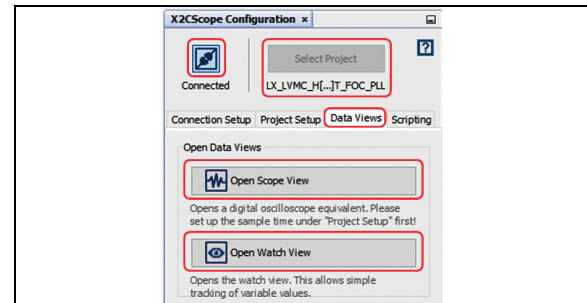 X2CScope Configuration ×
?
Select Project
Connected
LX_LVMC_H[...]T_FOC_PLL
Connection Setup Project Setup Data Views Scripting
Open Data Views
Open Scope View
Opens a digital oscilloscope equivalent. Please
set up the sample time under "Project Setup" first!
Open Watch View
Opens the watch view. This allows simple
tracking of variable values.